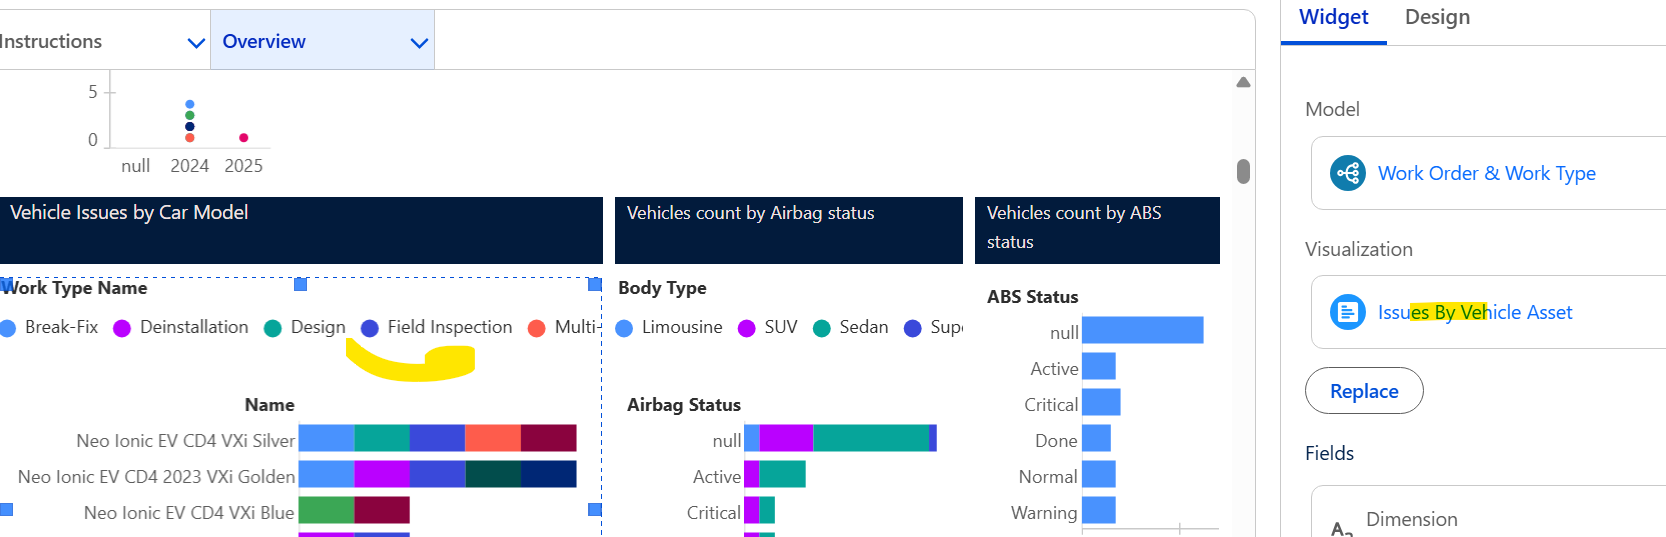 Instructions
Overview
Widget
Design
5
0
null
2024
2025
Model
Work Order & Work Type
Visualization
Issues By Vehicle Asset
Replace
Fields
Dimension
Vehicle Issues by Car Model
Work Type Name
Break-Fix
Deinstallation
Design
Field Inspection
Multi-
Name
Neo Ionic EV CD4 VXi Silver
Neo Ionic EV CD4 2023 VXi Golden
Neo Ionic EV CD4 VXi Blue
Vehicles count by Airbag status
Body Type
Limousine
SUV
Sedan
Airbag Status
null
Active
Critical
Vehicles count by ABS
status
ABS Status
null
Active
Critical
Done
Normal
Warning